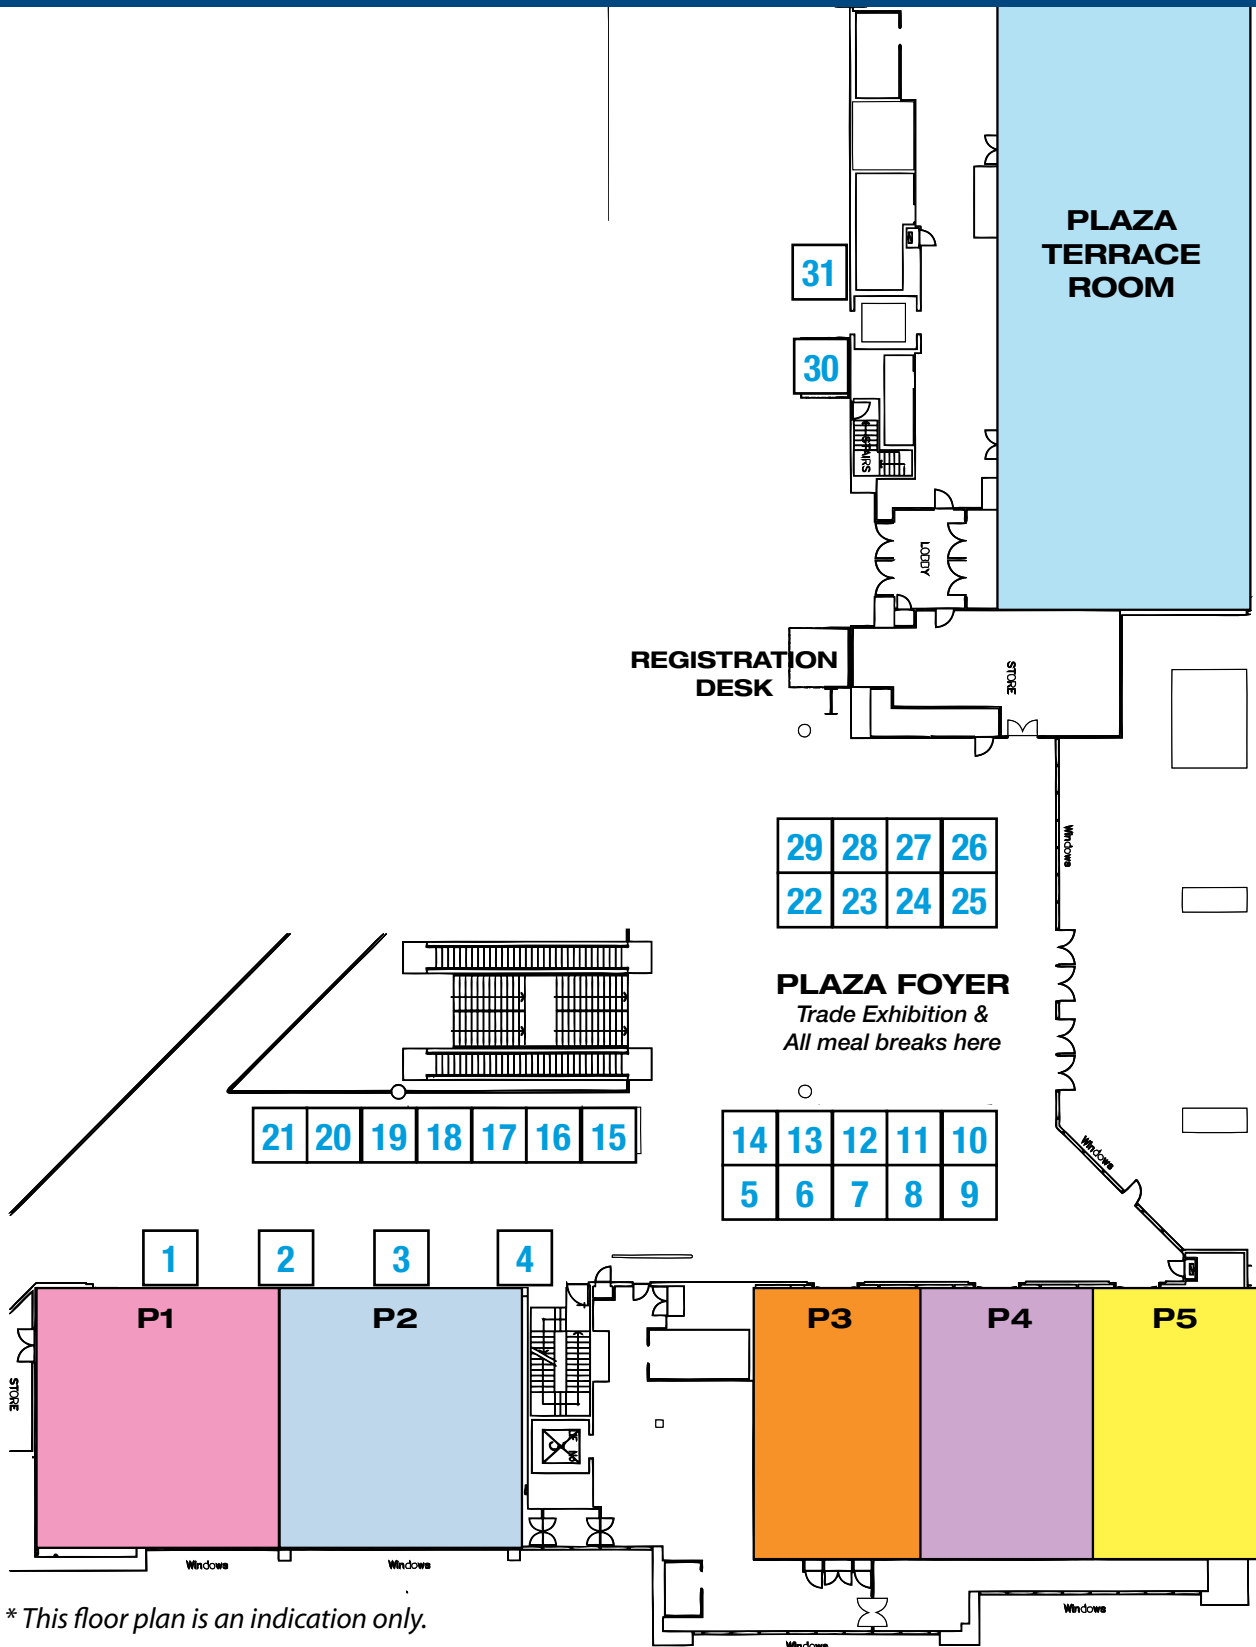 PLAZA
TERRACE
ROOM
31
30
STAIRS
LODDY
REGISTRATION
DESK
STORE
29 28 27 26
Windows
22 23 24 25
PLAZA FOYER
Trade Exhibition &
All meal breaks here
21 20 19 18 17 16 15
14 13 12 11 10
Windows
5 6 7 8 9
1 2 3 4
P1 P2 P3 P4 P5
STORE
Windows Windows
Windows
* This floor plan is an indication only.
Windows